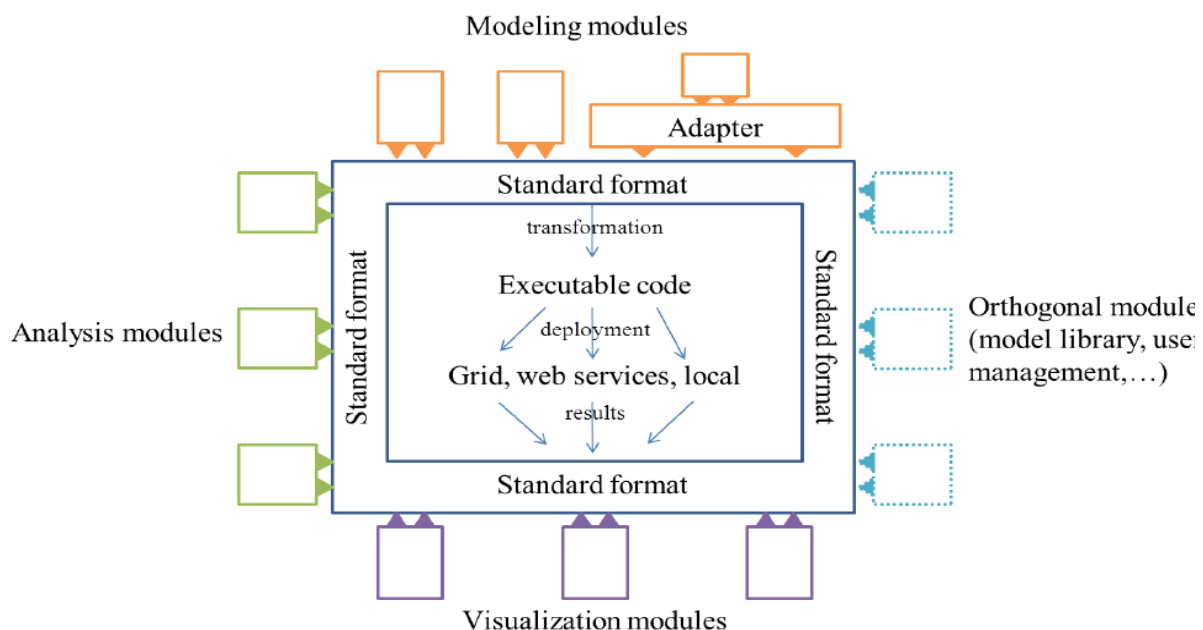 Modeling modules
Adapter
Standard format
transformation
Executable code
Standard format
Standard format
Analysis modules
deployment
Orthogonal module
(model library, user
management,…)
Grid, web services, local
results
Standard format
Visualization modules